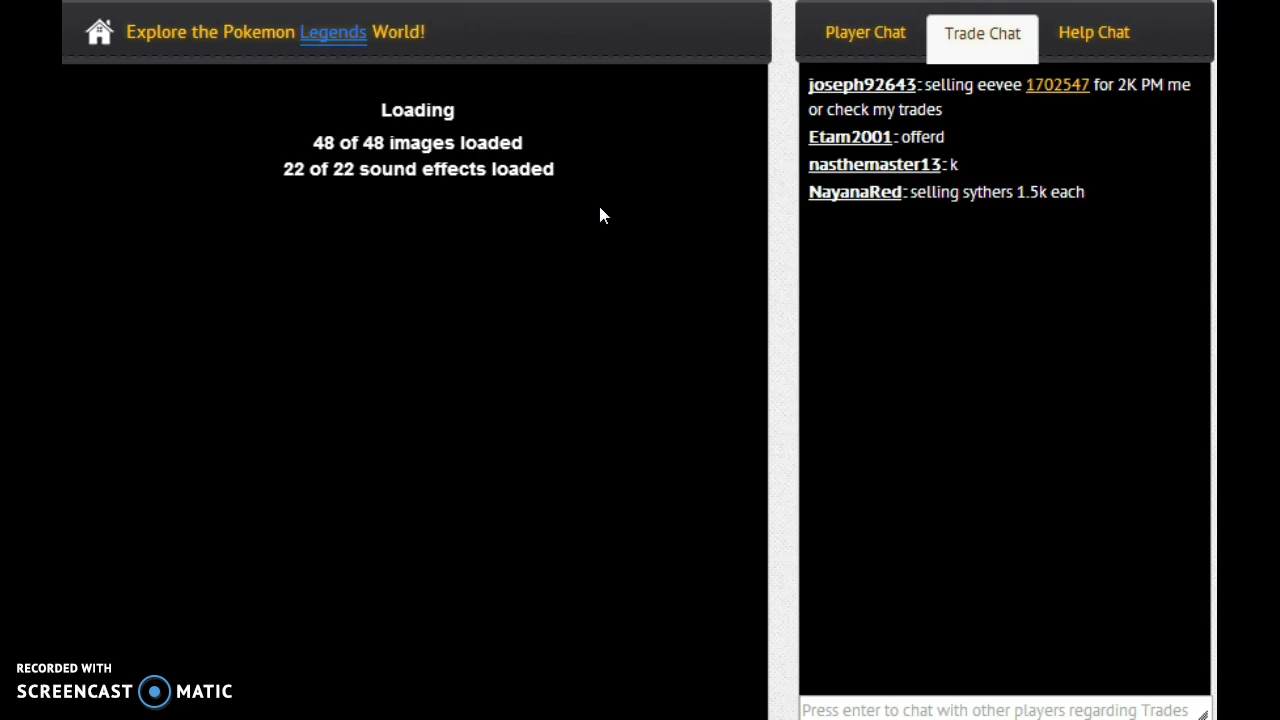 Explore the Pokemon Legends World!
Loading
48 of 48 images loaded
22 of 22 sound effects loaded
Player Chat
Trade Chat
Help Chat
joseph92643: selling eevee 1702547 for 2K PM me
or check my trades
Etam2001: offerd
nasthemaster13: k
NayanaRed: selling sythers 1.5k each
Press enter to chat with other players regarding Trades
RECORDED WITH
SCREENCAST MATIC